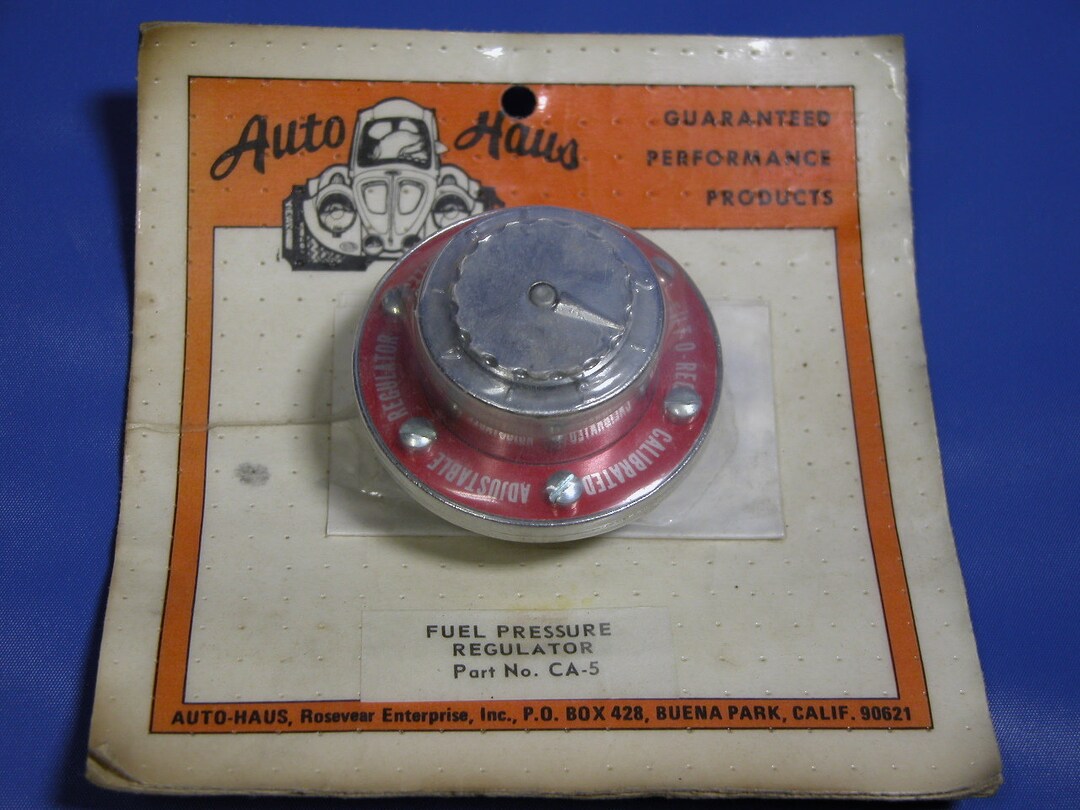 Auto Haus
GUARANTEED
PERFORMANCE
PRODUCTS
REGULATOR
ADJUSTABLE
CALIBRATED
FUEL PRESSURE
REGULATOR
Part No. CA-5
AUTO-HAUS, Rosevear Enterprise, Inc., P.O. BOX 428, BUENA PARK, CALIF. 90621